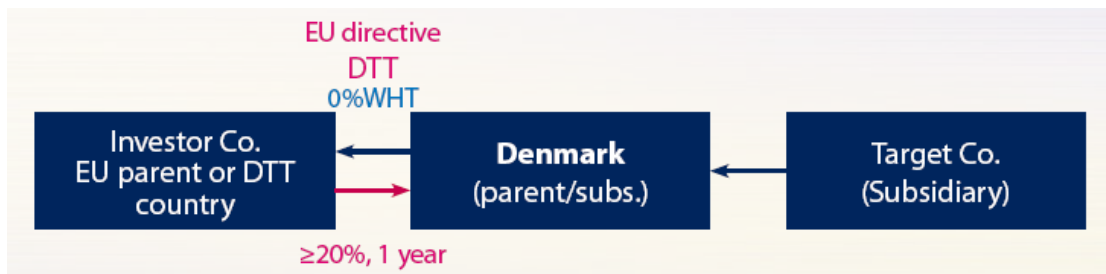 EU directive
DTT
0%WHT
Investor Co.
EU parent or DTT
country
Denmark
(parent/subs.)
Target Co.
(Subsidiary)
≥20%, 1 year